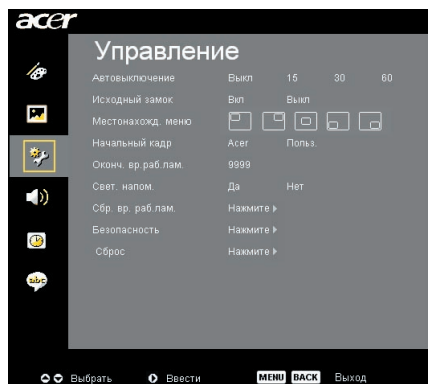 acer
Управление
Автовыключение Выкл 15 30 60
Исходный замок Вкл Выкл
Местонахожд. меню
Начальный кадр Acer Польз.
Оконч. вр.раб.лам. 9999
Свет. напом. Да Нет
Сбр. вр. раб.лам. Нажмите
Безопасность Нажмите
Сброс Нажмите
abc
Выбрать Ввести MENU BACK Выход